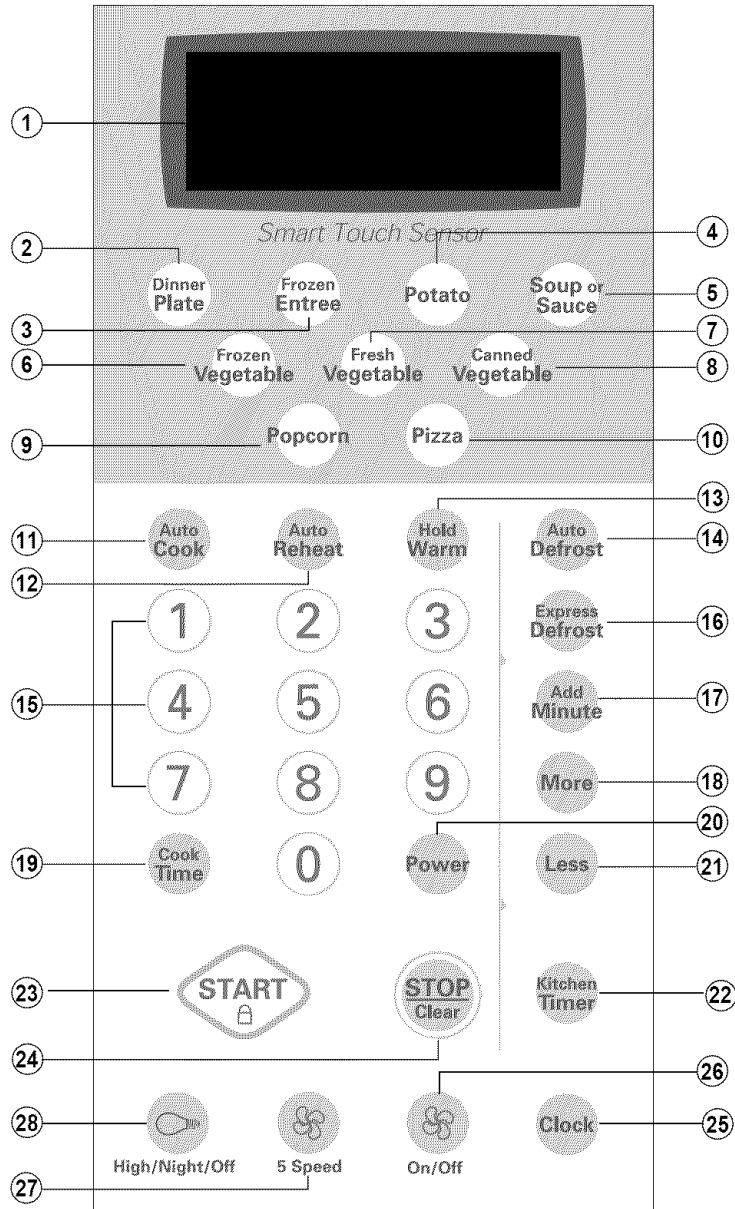 1
Smart Touch Sensor
2
4
Dinner
Plate
Frozen
Entree
Potato
Soup or
Sauce
5
3
7
6
Frozen
Vegetable
Fresh
Vegetable
Canned
Vegetable
8
9
Popcorn
Pizza
10
13
11
Auto
Cook
Auto
Reheat
Hold
Warm
Auto
Defrost
14
12
1
2
3
Express
Defrost
16
15
4
5
6
Add
Minute
17
7
8
9
More
18
20
19
Cook
Time
0
Power
Less
21
23
START
STOP
Clear
Kitchen
Timer
22
24
26
28
Clock
25
High/Night/Off
5 Speed
On/Off
27